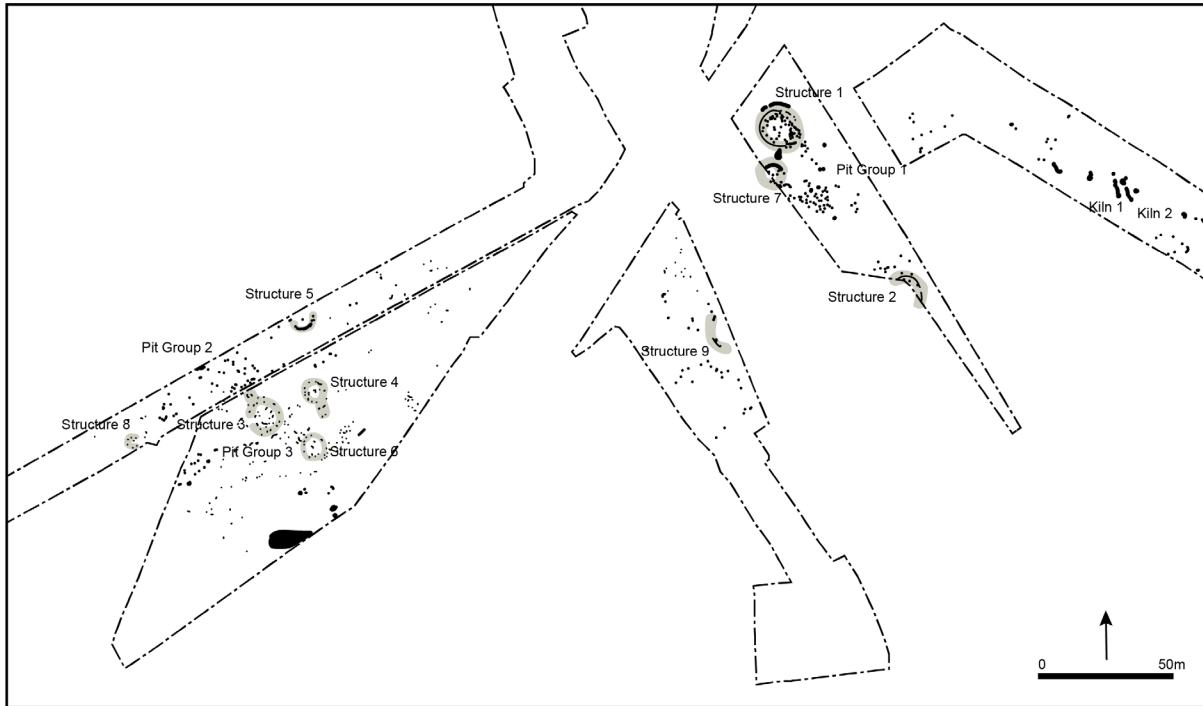 Structure 1
Pit Group 1
Structure 7
Kiln 1
Kiln 2
Structure 5
Structure 2
Pit Group 2
Structure 9
Structure 4
Structure 8
Structure 3
Pit Group 3
Structure 6
0
50m